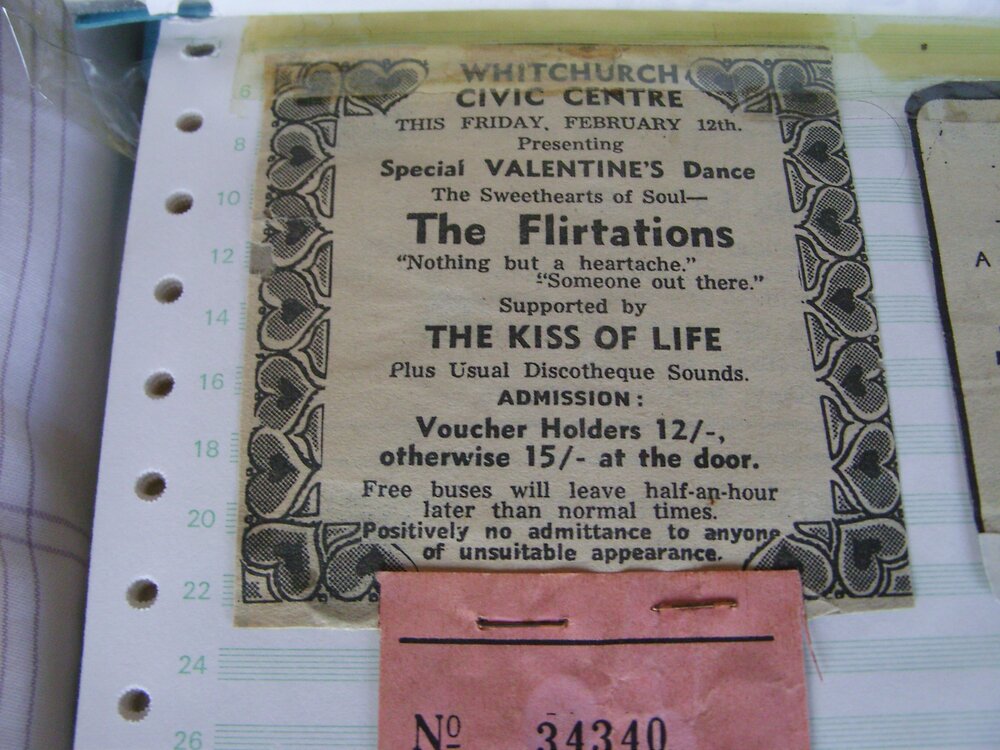 WHITCHURCH
CIVIC CENTRE
THIS FRIDAY, FEBRUARY 12th.
Presenting
Special VALENTINE'S Dance
The Sweethearts of Soul—
The Flirtations
"Nothing but a heartache."
"Someone out there."
Supported by
THE KISS OF LIFE
Plus Usual Discotheque Sounds.
ADMISSION :
Voucher Holders 12/-,
otherwise 15/- at the door.
Free buses will leave half-an-hour
later than normal times.
Positively no admittance to anyone
of unsuitable appearance.
Nº 34340
6
8
10
12
14
16
18
20
22
24
26
A